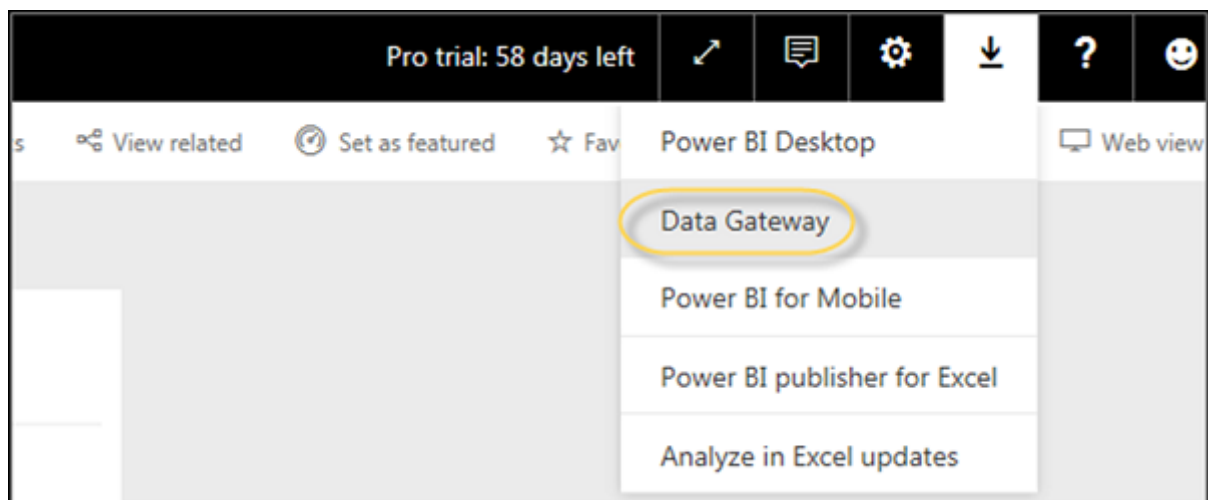 Pro trial: 58 days left
?
s View related Set as featured Fav Web view
Power BI Desktop
Data Gateway
Power BI for Mobile
Power BI publisher for Excel
Analyze in Excel updates